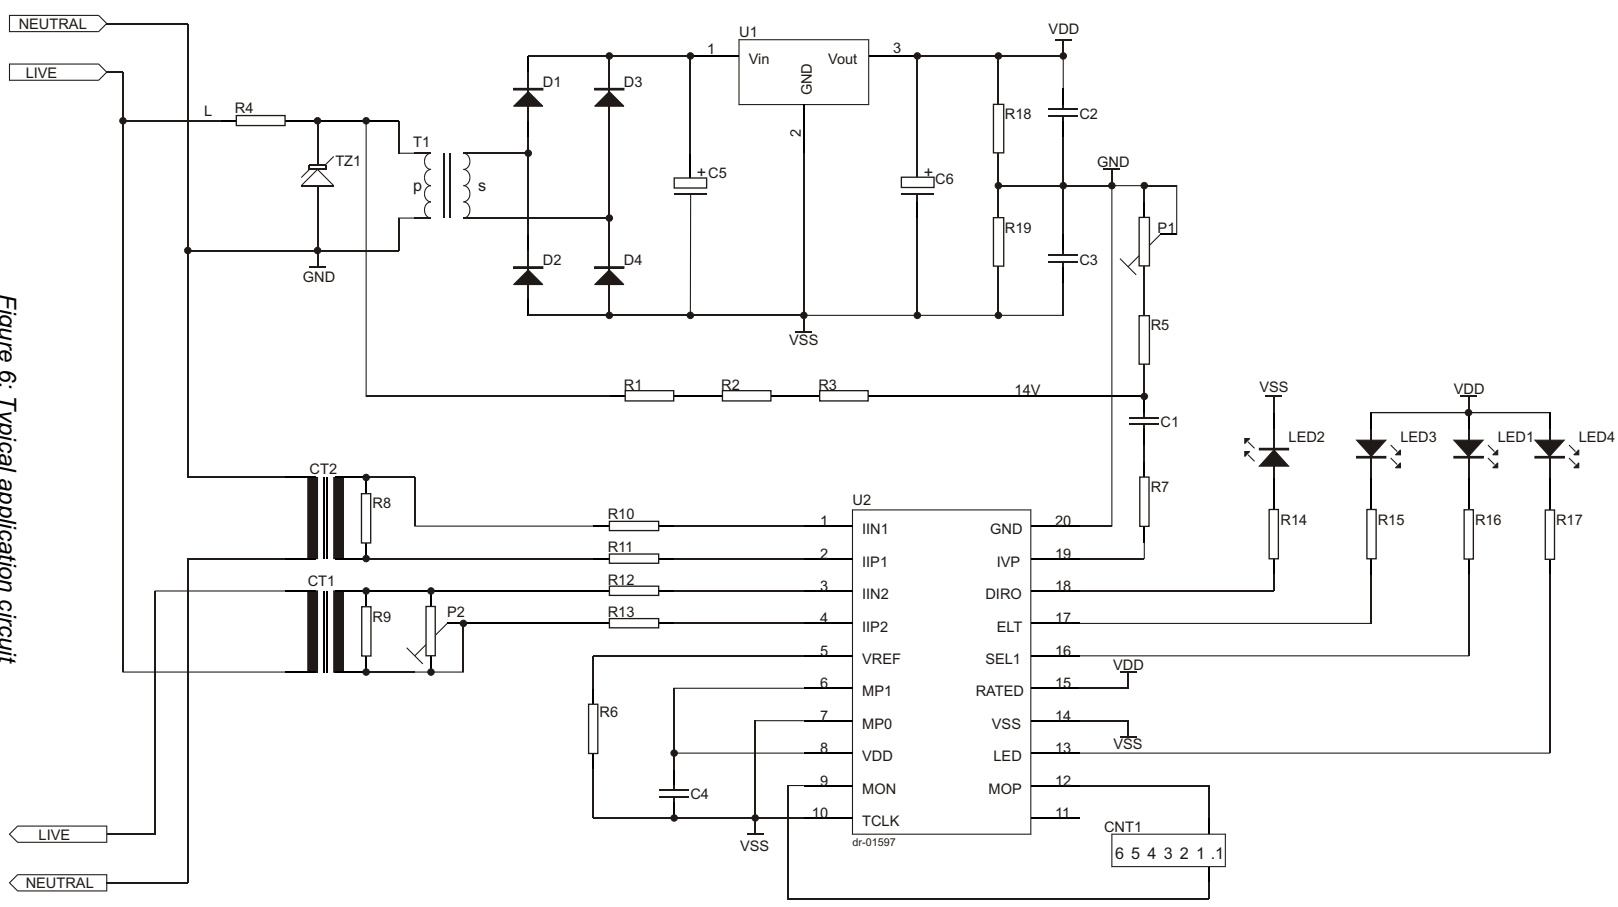 NEUTRAL
LIVE
L
R4
TZ1
GND
T1
p
s
D1
D3
D2
D4
+
C5
1
U1
Vin
Vout
GND
2
3
VSS
+
C6
VDD
R18
C2
GND
R19
C3
P1
R5
R1
R2
R3
14V
C1
R7
CT2
R8
CT1
R9
P2
R10
R11
R12
R13
R6
C4
VSS
U2
1
IIN1
2
IIP1
3
IIN2
4
IIP2
5
VREF
6
MP1
7
MP0
8
VDD
9
MON
10
TCLK
GND
20
IVP
19
DIRO
18
ELT
17
SEL1
16
RATED
15
VDD
VSS
14
VSS
LED
13
MOP
12
11
dr-01597
CNT1
6 5 4 3 2 1 .1
VSS
LED2
R14
VDD
LED3
LED1
LED4
R15
R16
R17
LIVE
NEUTRAL
Figure 6: Typical application circuit